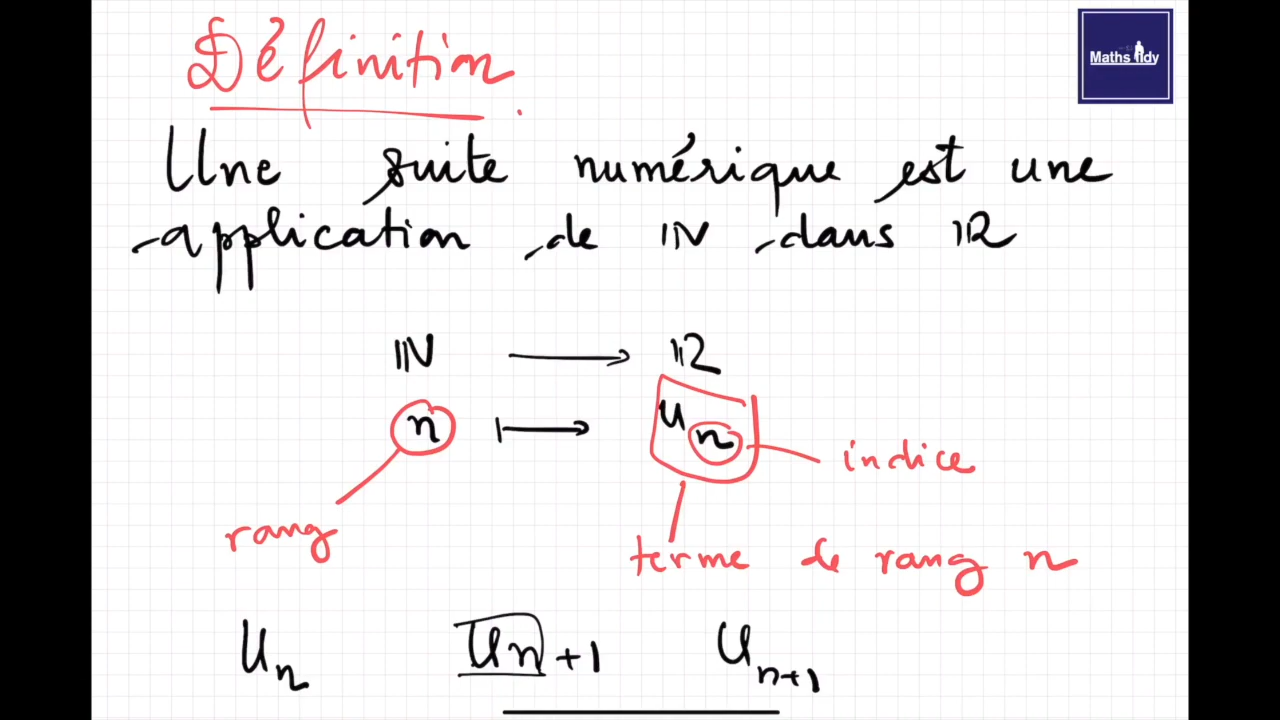 Définition
Maths tidy
Une suite numérique est une
application de ℕ dans ℝ
ℕ → ℝ
n ↦ Un
indice
rang
terme de rang n
Un Un+1 Un+1